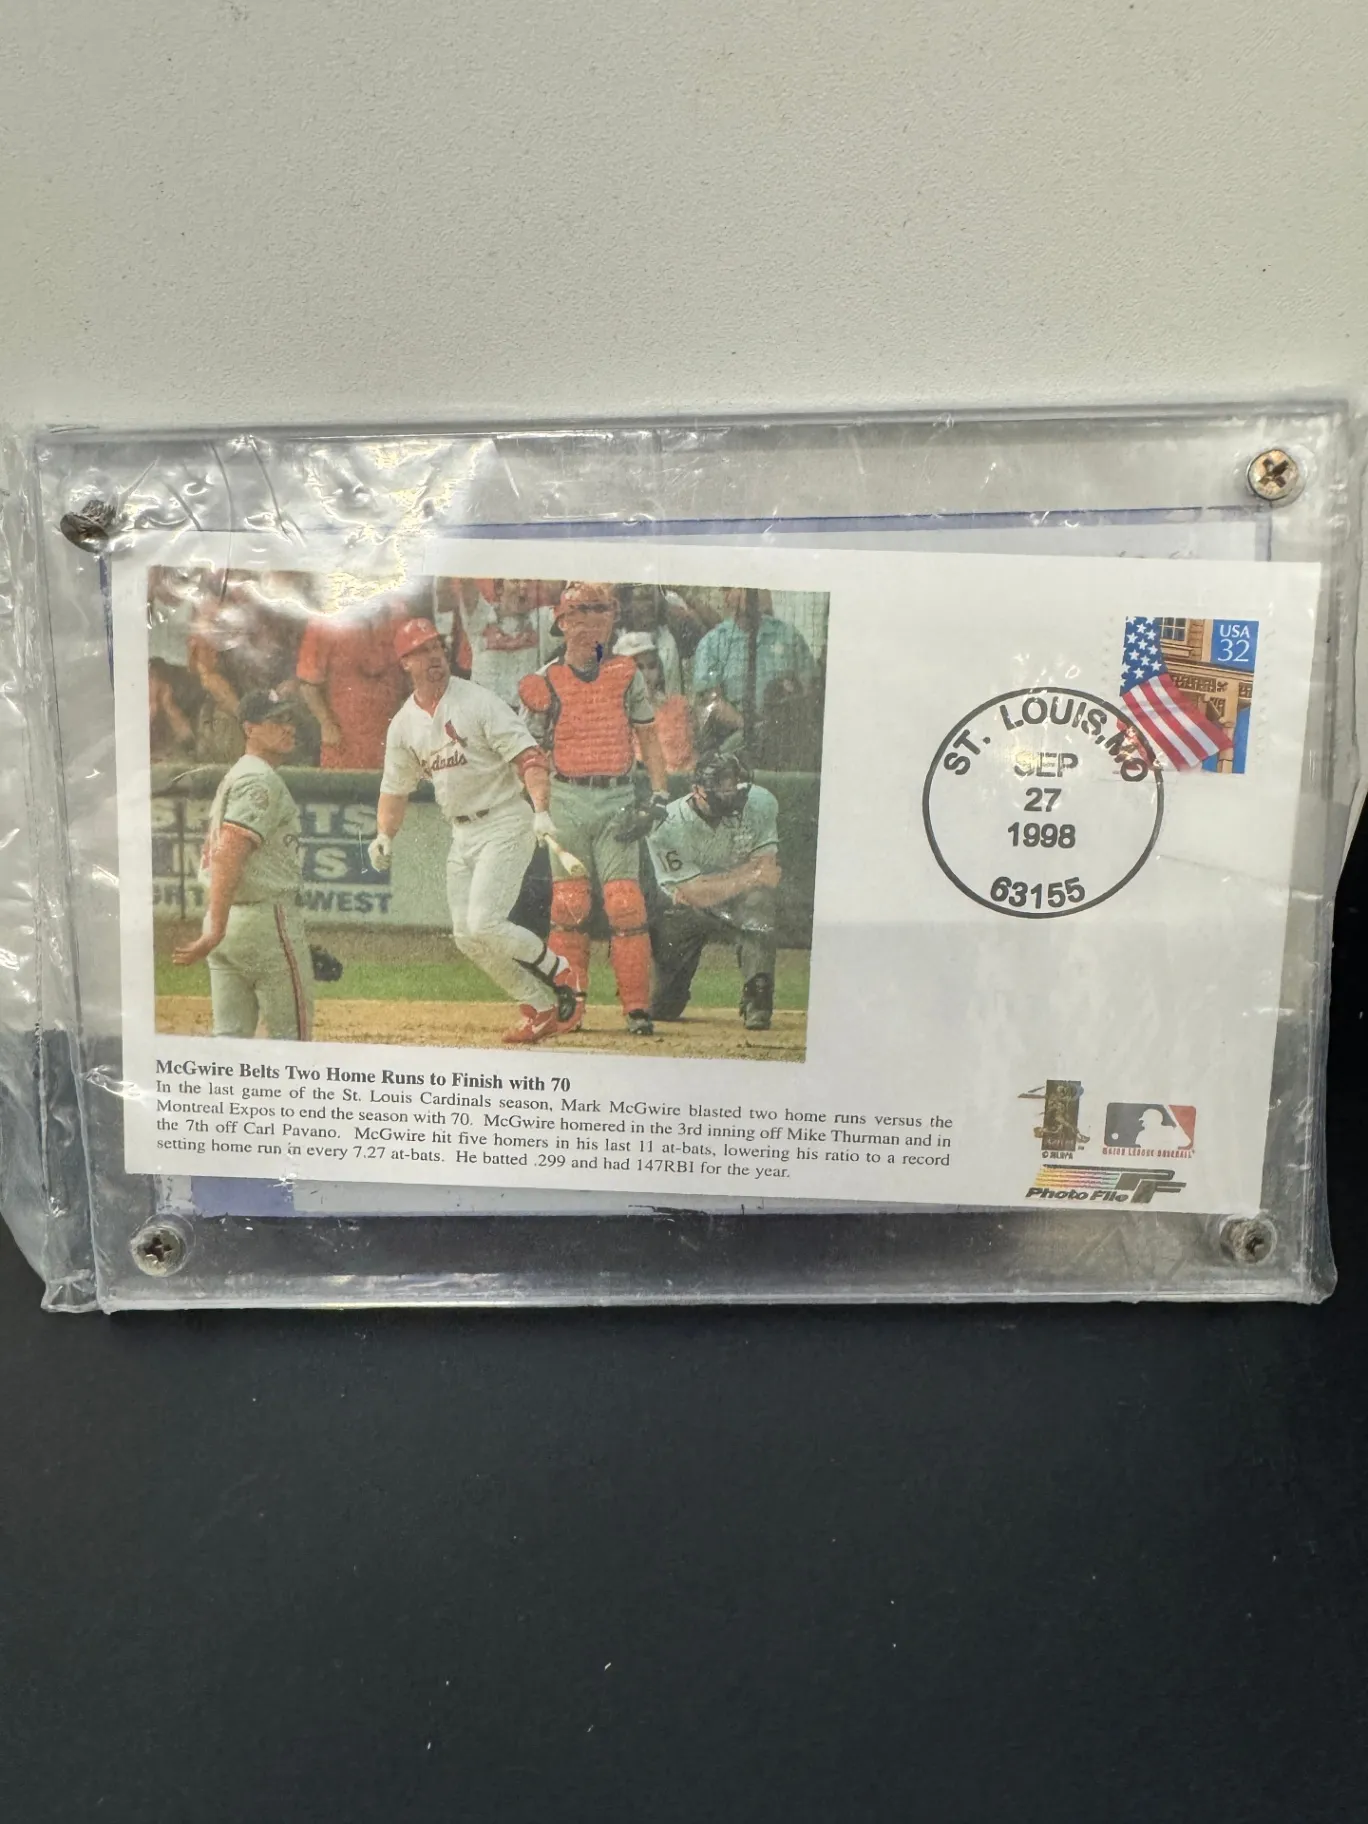 USA
32
ST. LOUIS, MO
SEP
27
1998
63155
Cardinals
SPORTS
WEST
16
McGwire Belts Two Home Runs to Finish with 70
In the last game of the St. Louis Cardinals season, Mark McGwire blasted two home runs versus the
Montreal Expos to end the season with 70. McGwire homered in the 3rd inning off Mike Thurman and in
the 7th off Carl Pavano. McGwire hit five homers in his last 11 at-bats, lowering his ratio to a record
setting home run in every 7.27 at-bats. He batted .299 and had 147RBI for the year.
MAJOR LEAGUE BASEBALL
Photo File PF